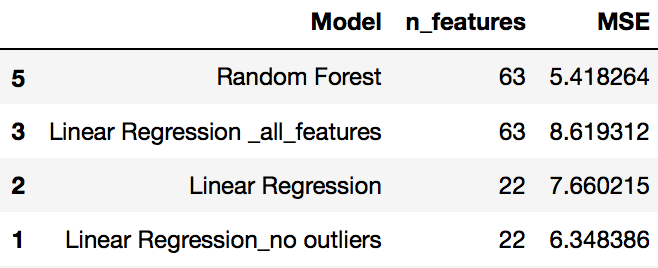 Model n_features MSE
5 Random Forest 63 5.418264
3 Linear Regression _all_features 63 8.619312
2 Linear Regression 22 7.660215
1 Linear Regression_no outliers 22 6.348386